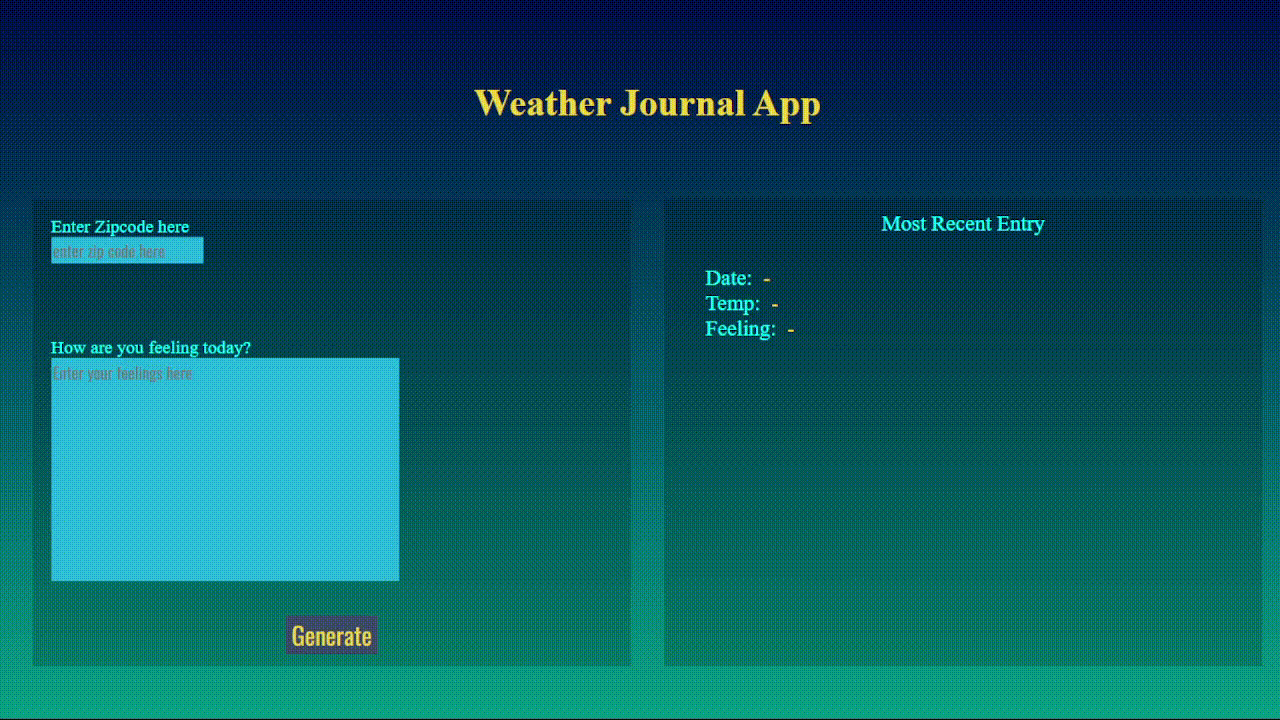 Weather Journal App
Enter Zipcode here
enter zip code here
How are you feeling today?
Enter your feelings here
Generate
Most Recent Entry
Date: -
Temp: -
Feeling: -